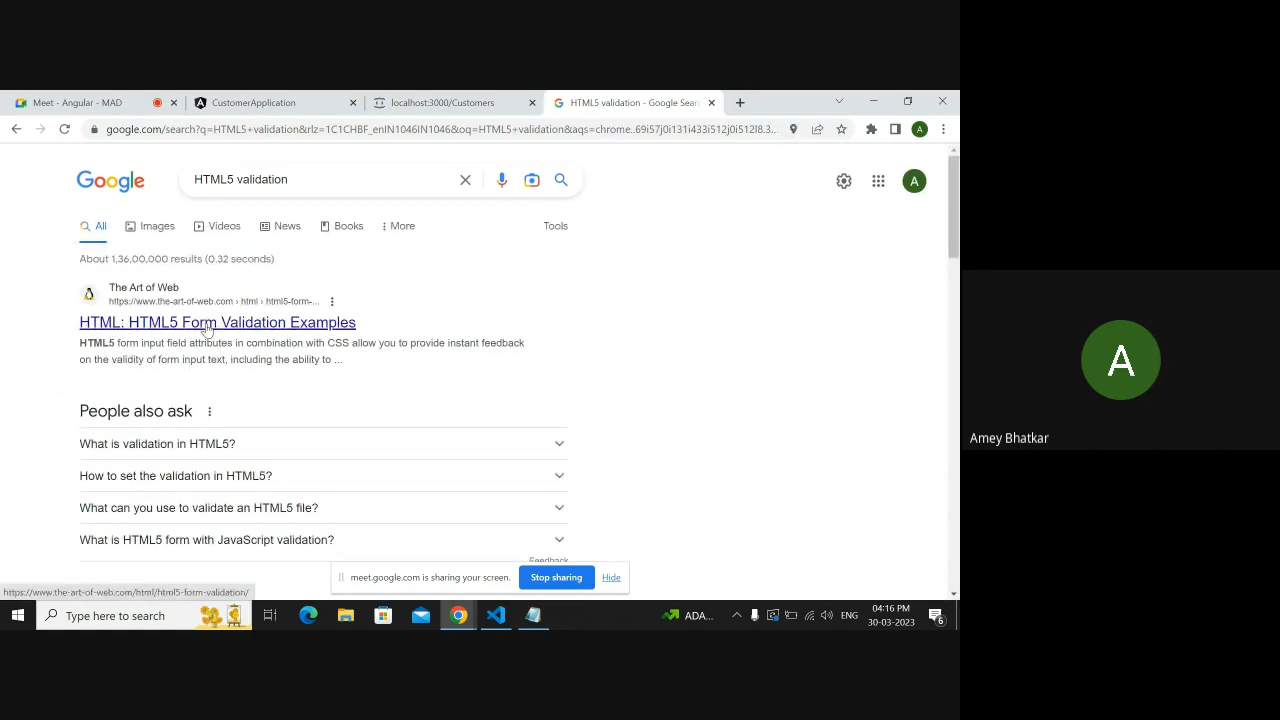 Meet - Angular - MAD
CustomerApplication
localhost:3000/Customers
HTML5 validation - Google Sear
google.com/search?q=HTML5+validation&rlz=1C1CHBF_enIN1046IN1046&oq=HTML5+validation&aqs=chrome..69i57j0i131i433i512j0i512l8.3...
A
Google
HTML5 validation
A
All
Images
Videos
News
Books
More
Tools
About 1,36,00,000 results (0.32 seconds)
The Art of Web
https://www.the-art-of-web.com › html › html5-form-...
HTML: HTML5 Form Validation Examples
HTML5 form input field attributes in combination with CSS allow you to provide instant feedback
on the validity of form input text, including the ability to ...
People also ask
What is validation in HTML5?
How to set the validation in HTML5?
What can you use to validate an HTML5 file?
What is HTML5 form with JavaScript validation?
Feedback
meet.google.com is sharing your screen.
Stop sharing
Hide
https://www.the-art-of-web.com/html/html5-form-validation/
Type here to search
ADA...
ENG
04:16 PM
30-03-2023
6
A
Amey Bhatkar